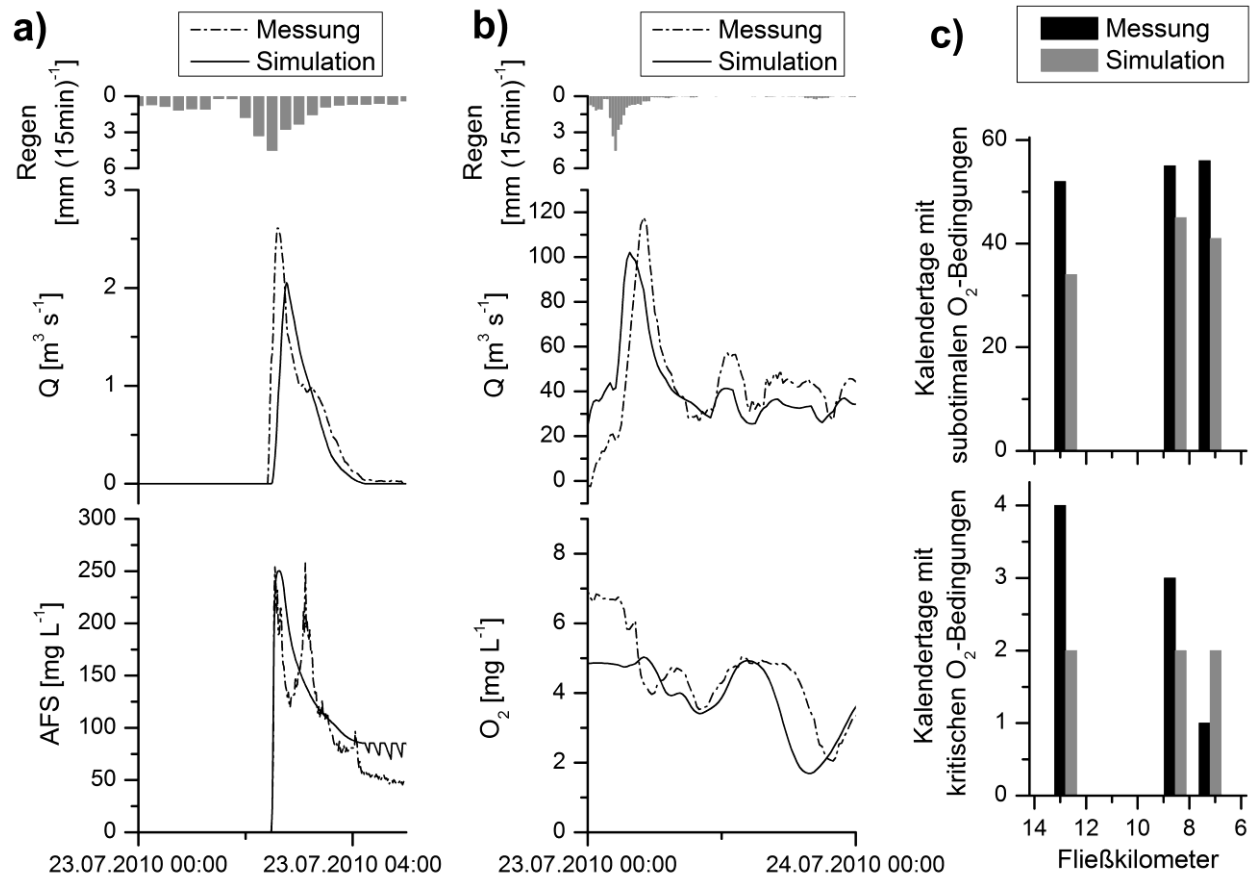 a)
Messung
Simulation
Regen
[mm (15min)⁻¹]
0
3
6
Q [m³ s⁻¹]
3
2
1
0
AFS [mg L⁻¹]
300
250
200
150
100
50
0
23.07.2010 00:00
23.07.2010 04:00
b)
Messung
Simulation
Regen
[mm (15min)⁻¹]
0
3
6
Q [m³ s⁻¹]
120
100
80
60
40
20
0
O₂ [mg L⁻¹]
8
6
4
2
0
23.07.2010 00:00
24.07.2010 00:00
c)
Messung
Simulation
Kalendertage mit
subotimalen O₂-Bedingungen
60
40
20
0
Kalendertage mit
kritischen O₂-Bedingungen
4
3
2
1
0
14 12 10 8 6
Fließkilometer